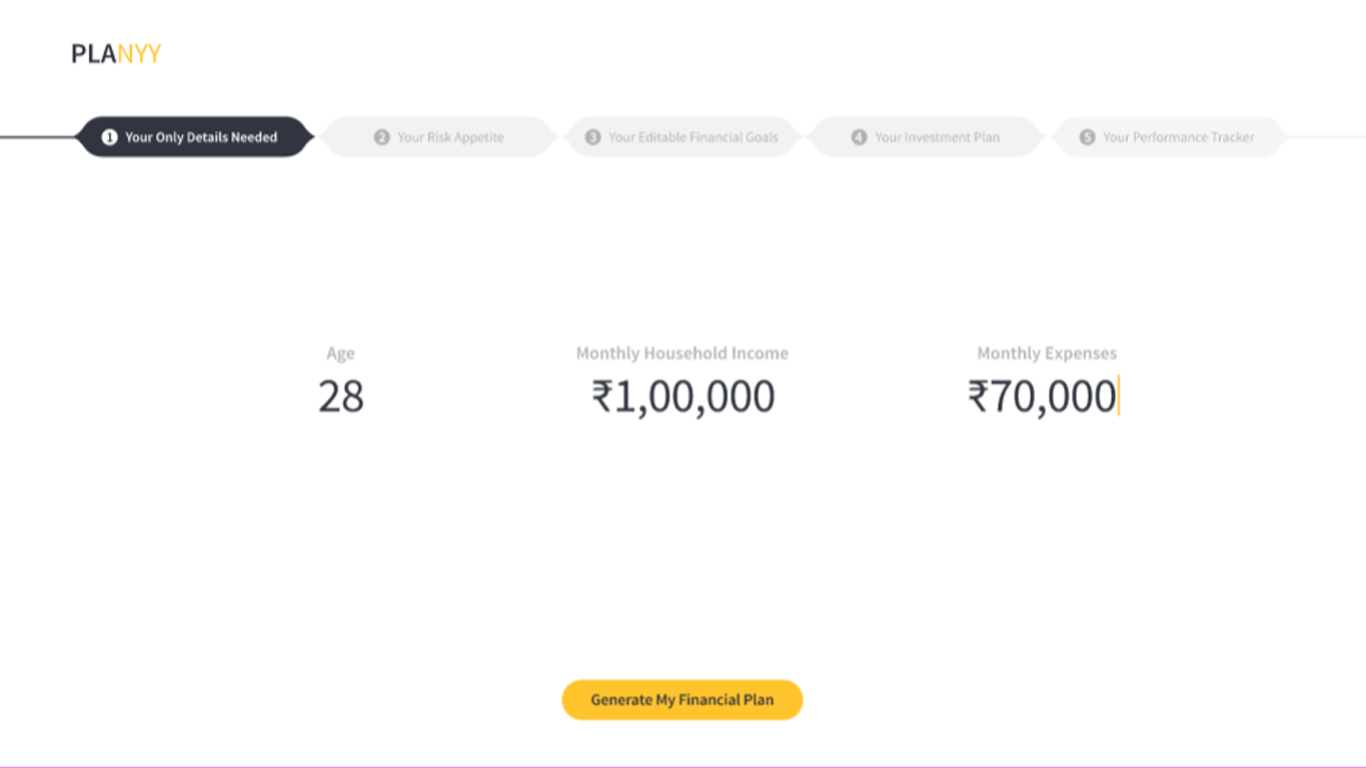 PLANYY
1 Your Only Details Needed
2 Your Risk Appetite
3 Your Editable Financial Goals
4 Your Investment Plan
5 Your Performance Tracker
Age
28
Monthly Household Income
₹1,00,000
Monthly Expenses
₹70,000
Generate My Financial Plan